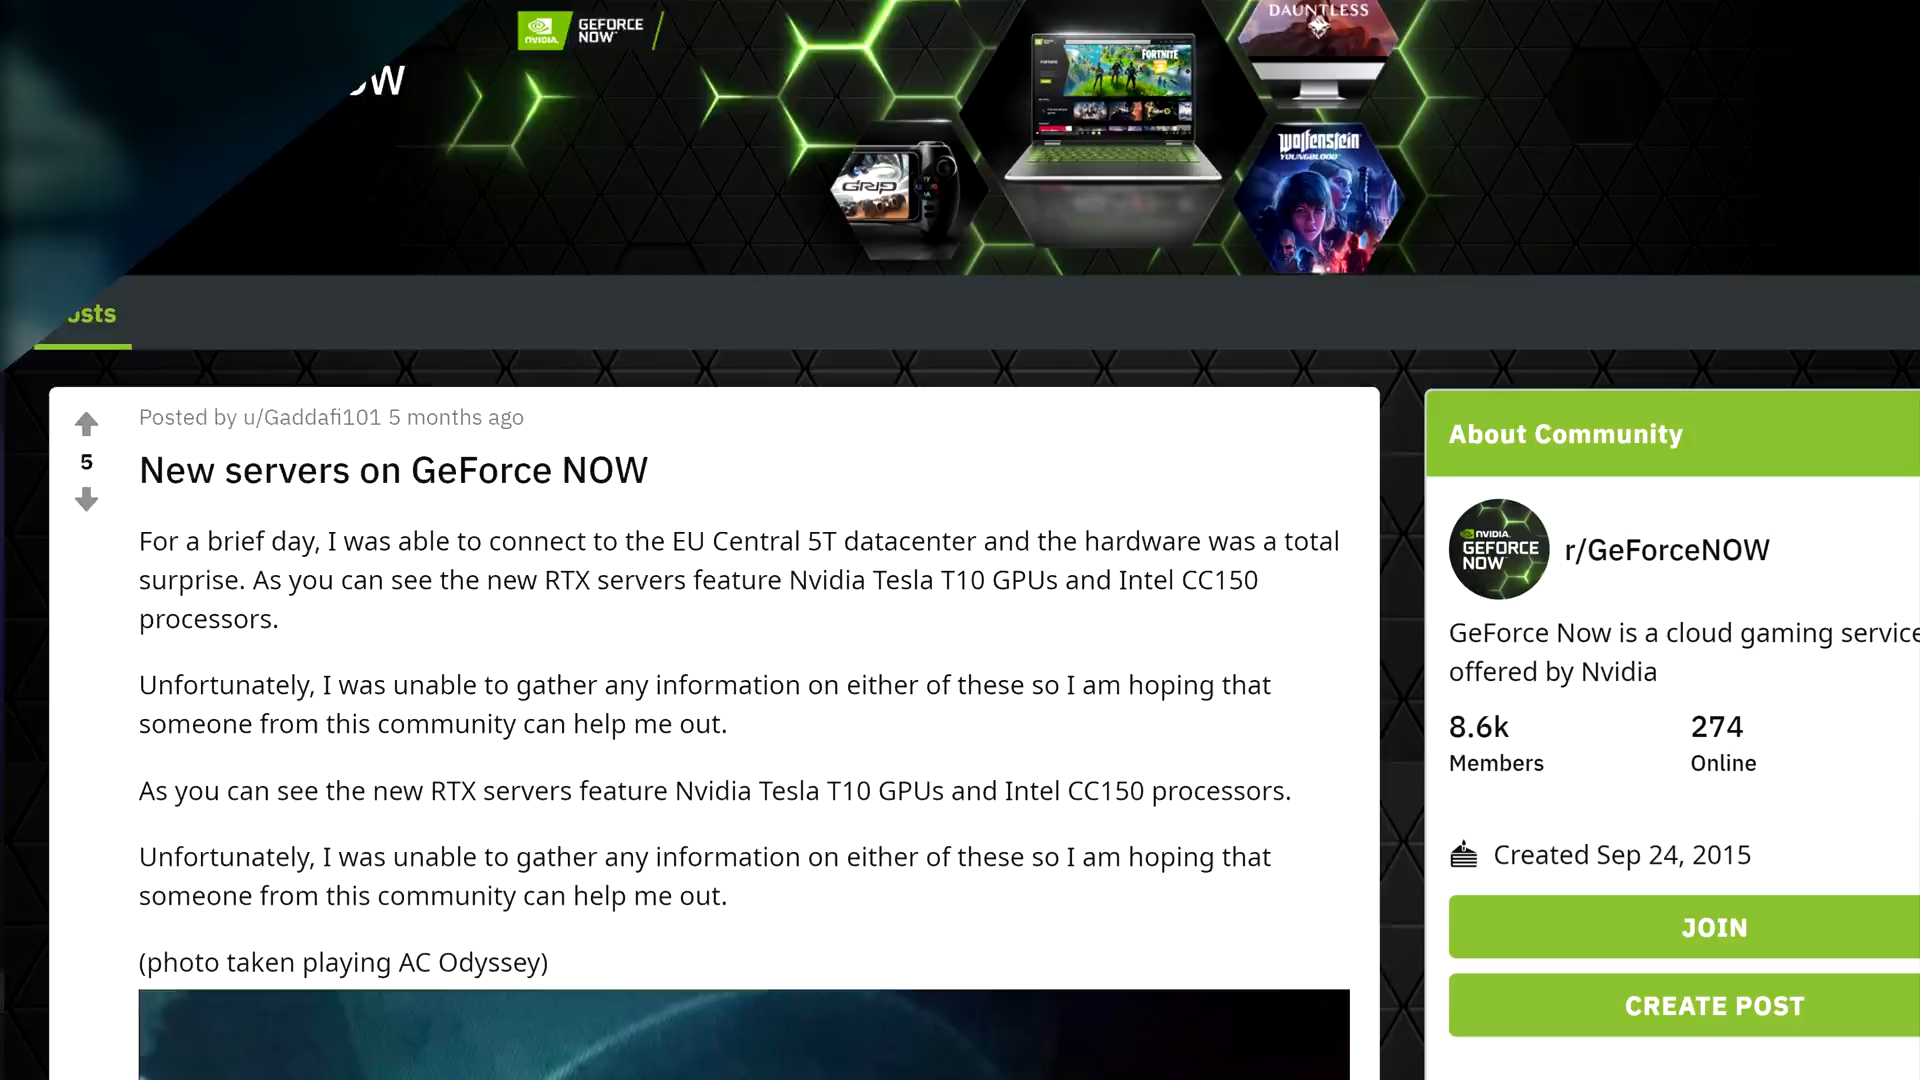 NVIDIA.
GEFORCE
NOW
DAUNTLESS
OW
FORTNITE
wolfenstein
YOUNGBLOOD
GRIP
osts
Posted by u/Gaddafi101 5 months ago
5
New servers on GeForce NOW
For a brief day, I was able to connect to the EU Central 5T datacenter and the hardware was a total
surprise. As you can see the new RTX servers feature Nvidia Tesla T10 GPUs and Intel CC150
processors.
Unfortunately, I was unable to gather any information on either of these so I am hoping that
someone from this community can help me out.
As you can see the new RTX servers feature Nvidia Tesla T10 GPUs and Intel CC150 processors.
Unfortunately, I was unable to gather any information on either of these so I am hoping that
someone from this community can help me out.
(photo taken playing AC Odyssey)
About Community
NVIDIA.
GEFORCE
NOW
r/GeForceNOW
GeForce Now is a cloud gaming service
offered by Nvidia
8.6k
Members
274
Online
Created Sep 24, 2015
JOIN
CREATE POST